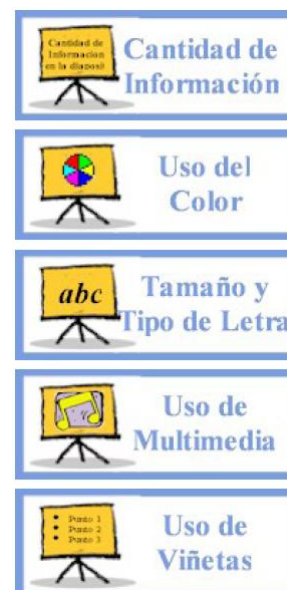 Cantidad de
Informacion
en la diaposit
Cantidad de
Información
Uso del
Color
abc
Tamaño y
Tipo de Letra
Uso de
Multimedia
Punto 1
Punto 2
Punto 3
Uso de
Viñetas